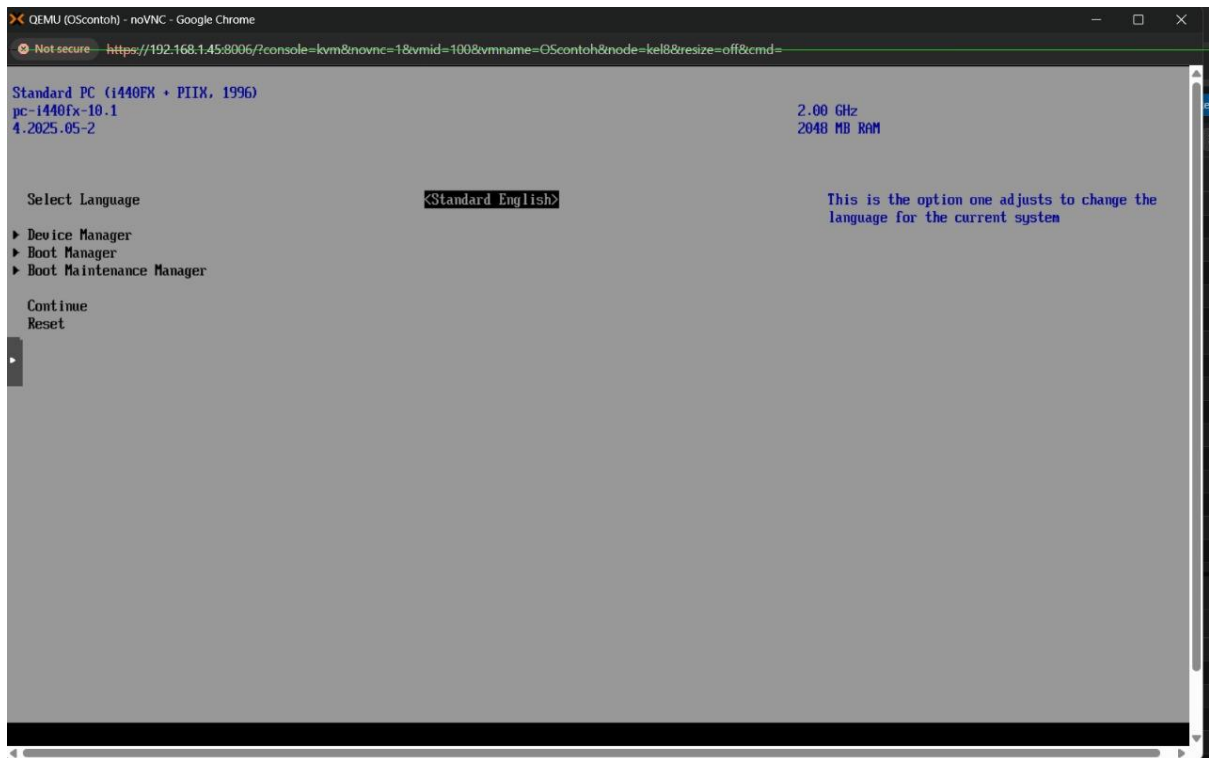 QEMU (OScontoh) - noVNC - Google Chrome
Not secure https://192.168.1.45:8006/?console=kvm&novnc=1&vmid=100&vmname=OScontoh&node=kel8&resize=off&cmd=
Standard PC (i440FX + PIIX, 1996)
pc-i440fx-10.1 2.00 GHz
4.2025.05-2 2048 MB RAM
Select Language <Standard English> This is the option one adjusts to change the
language for the current system
Device Manager
Boot Manager
Boot Maintenance Manager
Continue
Reset